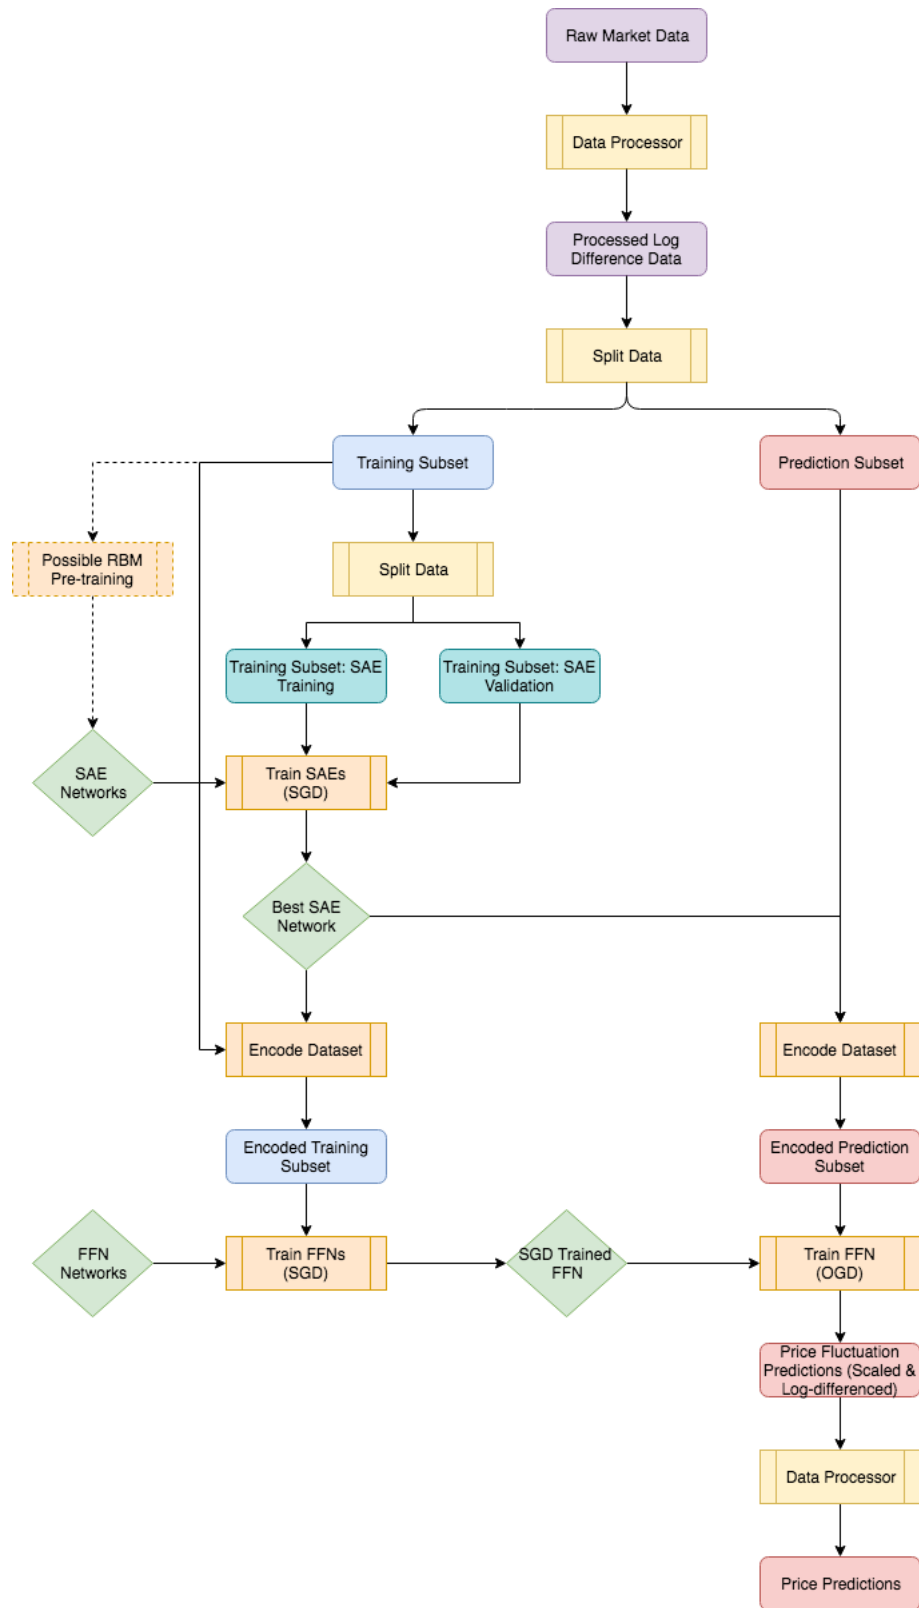 Raw Market Data
Data Processor
Processed Log
Difference Data
Split Data
Training Subset
Prediction Subset
Possible RBM
Pre-training
Split Data
Training Subset: SAE
Training
Training Subset: SAE
Validation
SAE
Networks
Train SAEs
(SGD)
Best SAE
Network
Encode Dataset
Encode Dataset
Encoded Training
Subset
Encoded Prediction
Subset
FFN
Networks
Train FFNs
(SGD)
SGD Trained
FFN
Train FFN
(OGD)
Price Fluctuation
Predictions (Scaled &
Log-differenced)
Data Processor
Price Predictions